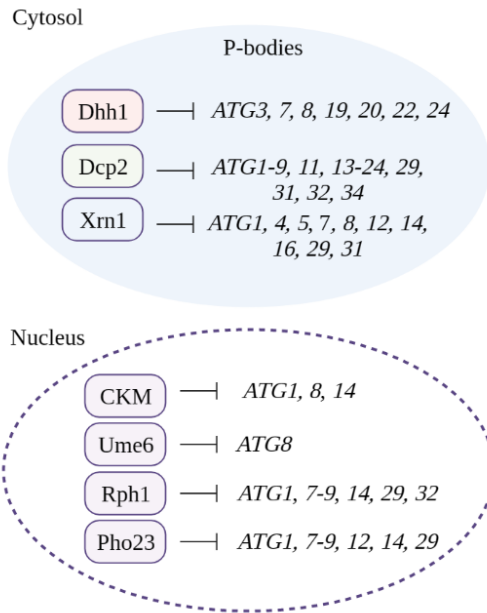 Cytosol
P-bodies
Dhh1 ATG3, 7, 8, 19, 20, 22, 24
Dcp2 ATG1-9, 11, 13-24, 29,
31, 32, 34
Xrn1 ATG1, 4, 5, 7, 8, 12, 14,
16, 29, 31
Nucleus
CKM ATG1, 8, 14
Ume6 ATG8
Rph1 ATG1, 7-9, 14, 29, 32
Pho23 ATG1, 7-9, 12, 14, 29